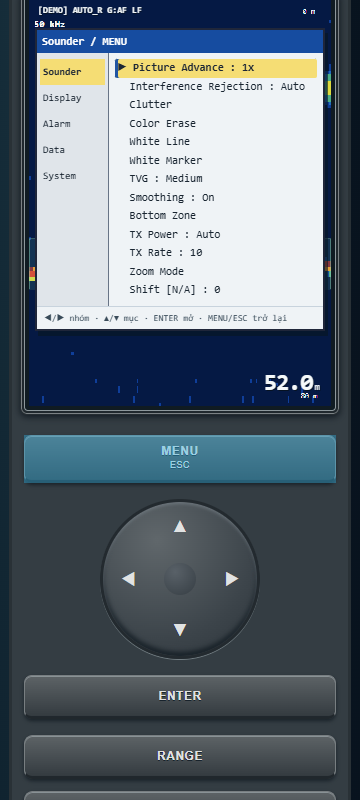 [DEMO] AUTO_R G:AF LF
0 m
50 kHz
Sounder / MENU
Sounder
Display
Alarm
Data
System
▶ Picture Advance : 1x
Interference Rejection : Auto
Clutter
Color Erase
White Line
White Marker
TVG : Medium
Smoothing : On
Bottom Zone
TX Power : Auto
TX Rate : 10
Zoom Mode
Shift [N/A] : 0
◀/▶ nhóm · ▲/▼ mục · ENTER mở · MENU/ESC trở lại
52.0m
80 m
MENU
ESC
▲
◀ ▶
▼
ENTER
RANGE